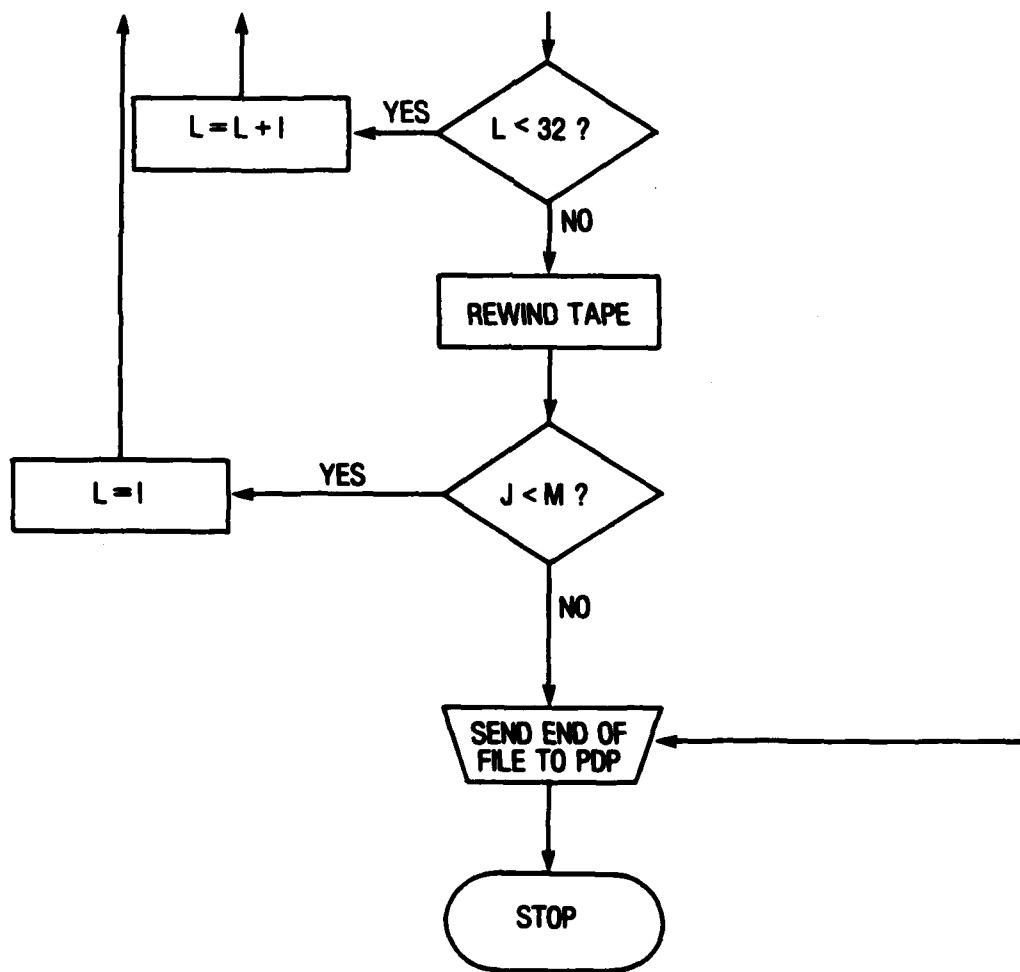 YES
L < 32 ?
L = L + 1
NO
REWIND TAPE
YES
J < M ?
L = 1
NO
SEND END OF
FILE TO PDP
STOP